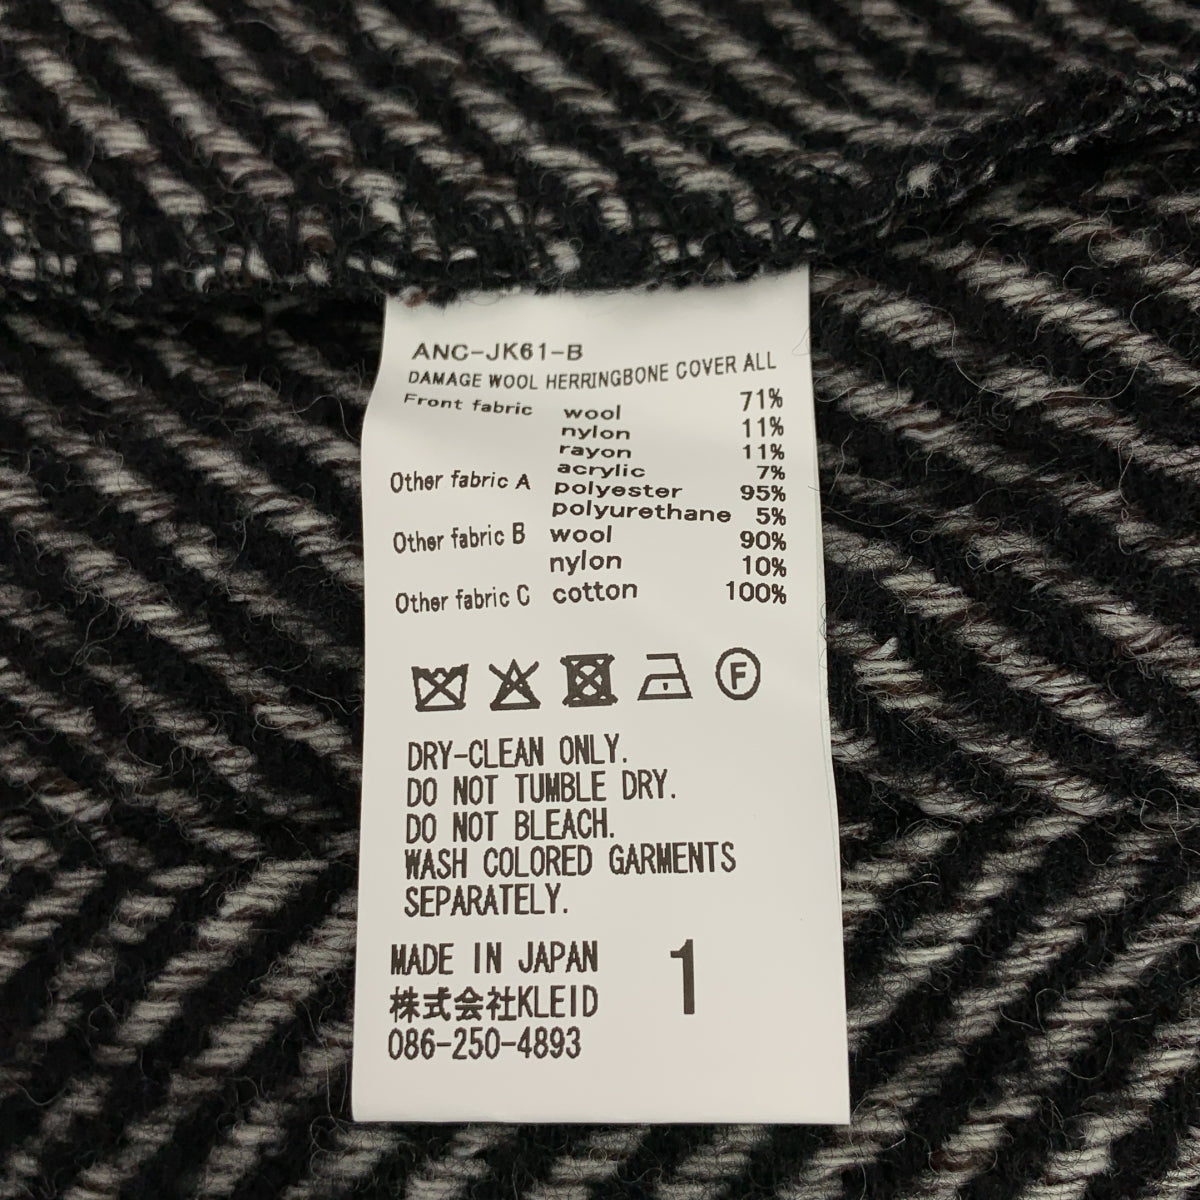 ANC-JK61-B
DAMAGE WOOL HERRINGBONE COVER ALL
Front fabric wool 71%
nylon 11%
rayon 11%
acrylic 7%
Other fabric A polyester 95%
polyurethane 5%
Other fabric B wool 90%
nylon 10%
Other fabric C cotton 100%
F
DRY-CLEAN ONLY.
DO NOT TUMBLE DRY.
DO NOT BLEACH.
WASH COLORED GARMENTS
SEPARATELY.
MADE IN JAPAN 1
株式会社KLEID
086-250-4893